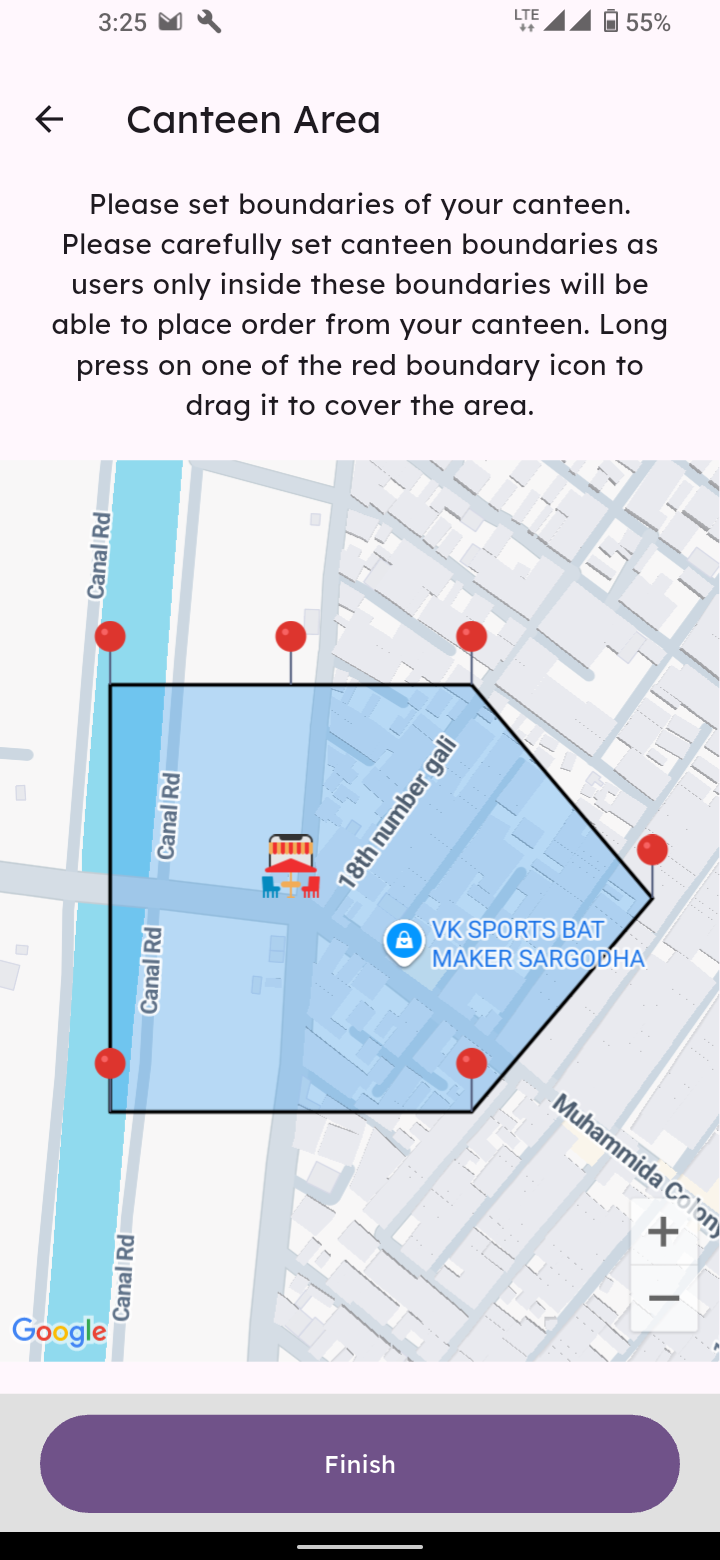 3:25
LTE
55%
Canteen Area
Please set boundaries of your canteen.
Please carefully set canteen boundaries as
users only inside these boundaries will be
able to place order from your canteen. Long
press on one of the red boundary icon to
drag it to cover the area.
Canal Rd
18th number gali
Canal Rd
VK SPORTS BAT
MAKER SARGODHA
Canal Rd
Muhammida Colony
+
−
Canal Rd
Google
Finish